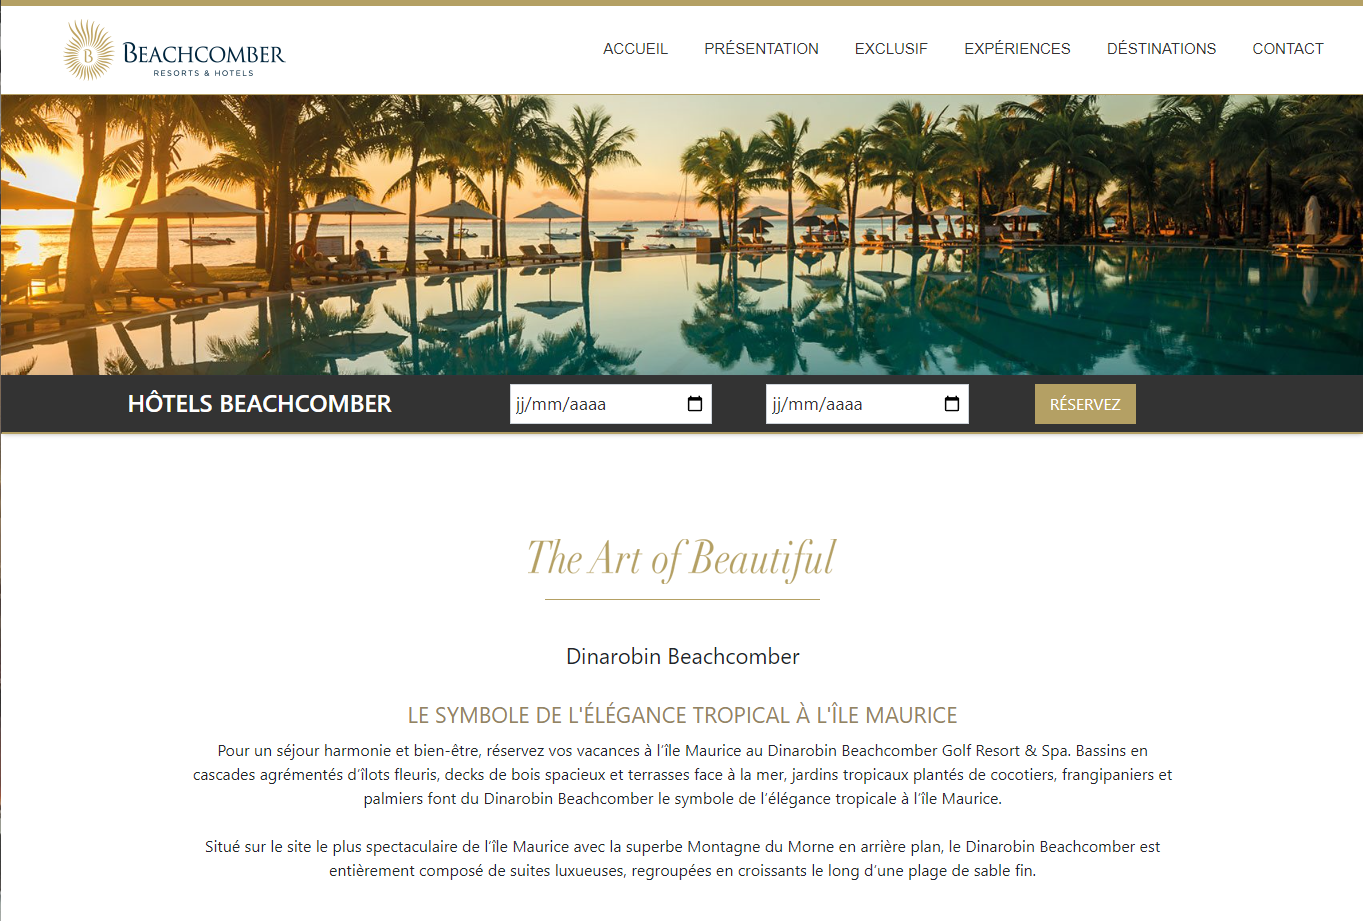 B
BEACHCOMBER
RESORTS & HOTELS
ACCUEIL PRÉSENTATION EXCLUSIF EXPÉRIENCES DÉSTINATIONS CONTACT
HÔTELS BEACHCOMBER jj/mm/aaaa jj/mm/aaaa RÉSERVEZ
The Art of Beautiful
Dinarobin Beachcomber
LE SYMBOLE DE L'ÉLÉGANCE TROPICAL À L'ÎLE MAURICE
Pour un séjour harmonie et bien-être, réservez vos vacances à l’île Maurice au Dinarobin Beachcomber Golf Resort & Spa. Bassins en
cascades agrémentés d’îlots fleuris, decks de bois spacieux et terrasses face à la mer, jardins tropicaux plantés de cocotiers, frangipaniers et
palmiers font du Dinarobin Beachcomber le symbole de l’élégance tropicale à l’île Maurice.
Situé sur le site le plus spectaculaire de l’île Maurice avec la superbe Montagne du Morne en arrière plan, le Dinarobin Beachcomber est
entièrement composé de suites luxueuses, regroupées en croissants le long d’une plage de sable fin.